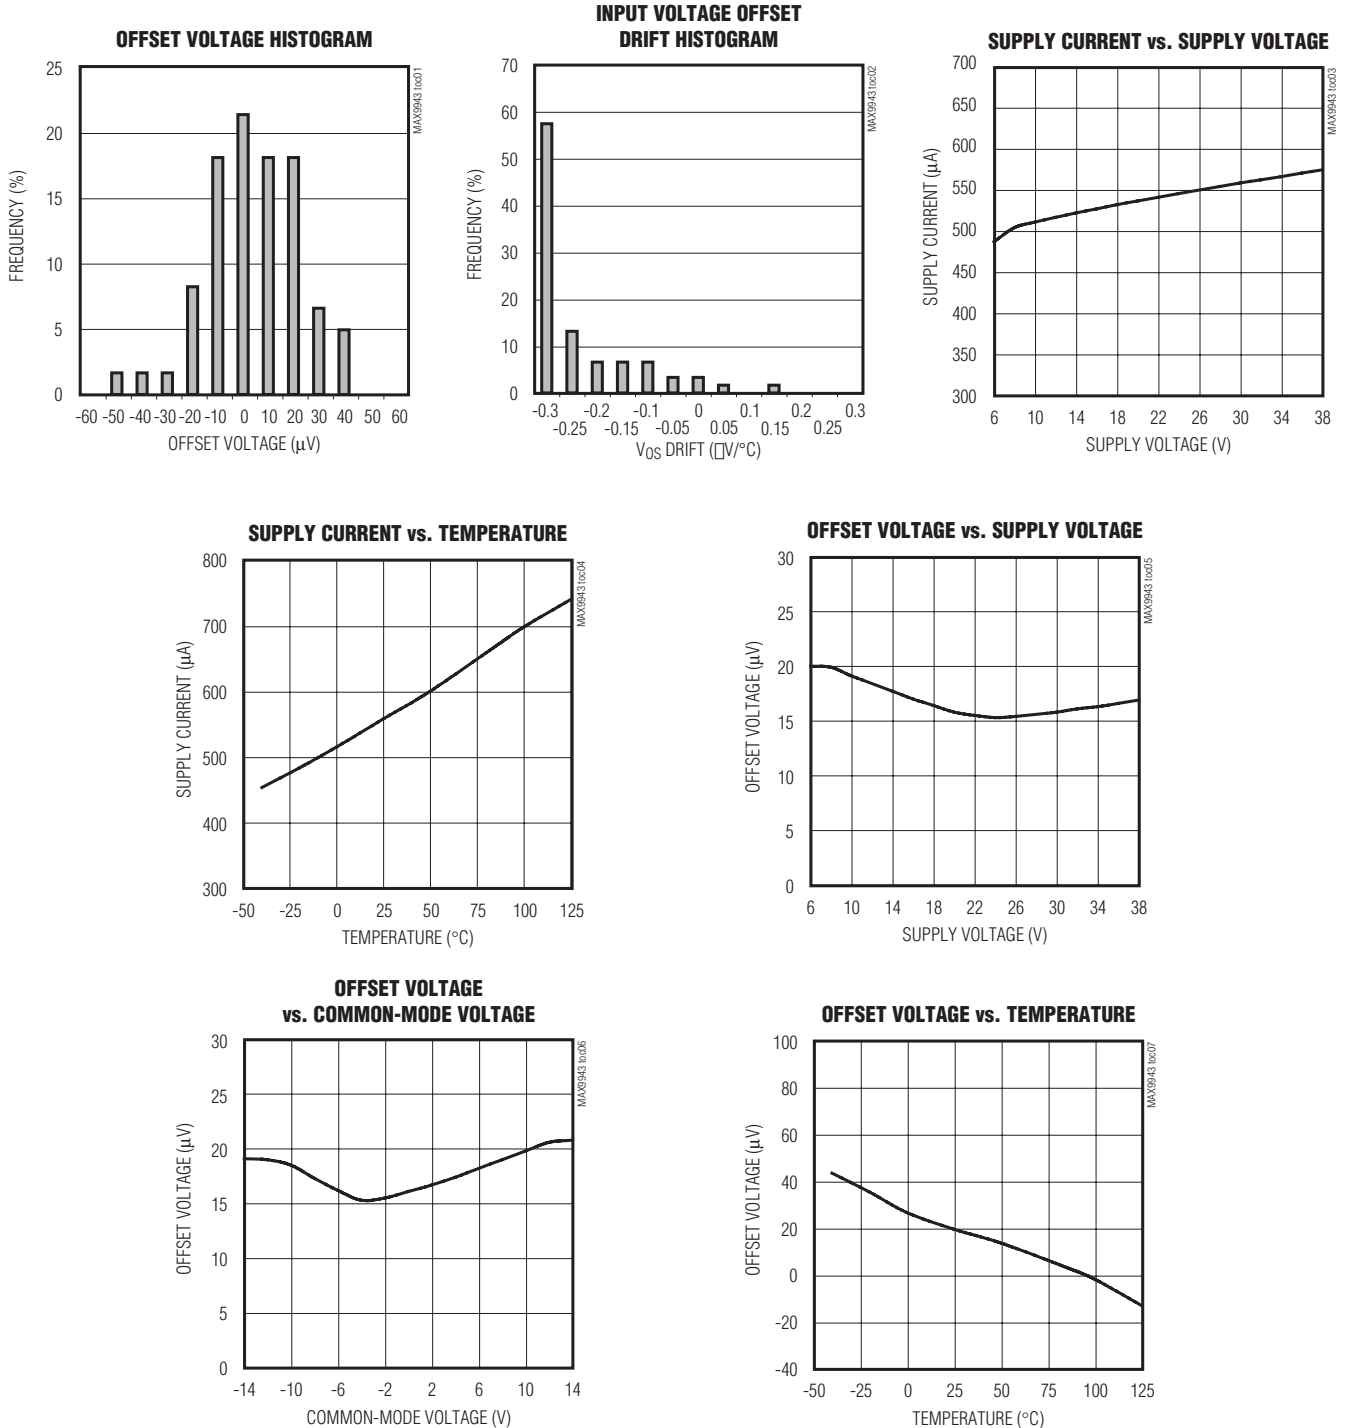 OFFSET VOLTAGE HISTOGRAM
MAX9943 toc01
FREQUENCY (%)
25
20
15
10
5
0
-60 -50 -40 -30 -20 -10 0 10 20 30 40 50 60
OFFSET VOLTAGE (μV)
INPUT VOLTAGE OFFSET
DRIFT HISTOGRAM
MAX9943 toc02
FREQUENCY (%)
70
60
50
40
30
20
10
0
-0.3 -0.2 -0.1 0 0.1 0.2 0.3
-0.25 -0.15 -0.05 0.05 0.15 0.25
VOS DRIFT (□V/°C)
SUPPLY CURRENT vs. SUPPLY VOLTAGE
MAX9943 toc03
SUPPLY CURRENT (μA)
700
650
600
550
500
450
400
350
300
6 10 14 18 22 26 30 34 38
SUPPLY VOLTAGE (V)
SUPPLY CURRENT vs. TEMPERATURE
MAX9943 toc04
SUPPLY CURRENT (μA)
800
700
600
500
400
300
-50 -25 0 25 50 75 100 125
TEMPERATURE (°C)
OFFSET VOLTAGE vs. SUPPLY VOLTAGE
MAX9943 toc05
OFFSET VOLTAGE (μV)
30
25
20
15
10
5
0
6 10 14 18 22 26 30 34 38
SUPPLY VOLTAGE (V)
OFFSET VOLTAGE
vs. COMMON-MODE VOLTAGE
MAX9943 toc06
OFFSET VOLTAGE (μV)
30
25
20
15
10
5
0
-14 -10 -6 -2 2 6 10 14
COMMON-MODE VOLTAGE (V)
OFFSET VOLTAGE vs. TEMPERATURE
MAX9943 toc07
OFFSET VOLTAGE (μV)
100
80
60
40
20
0
-20
-40
-50 -25 0 25 50 75 100 125
TEMPERATURE (°C)